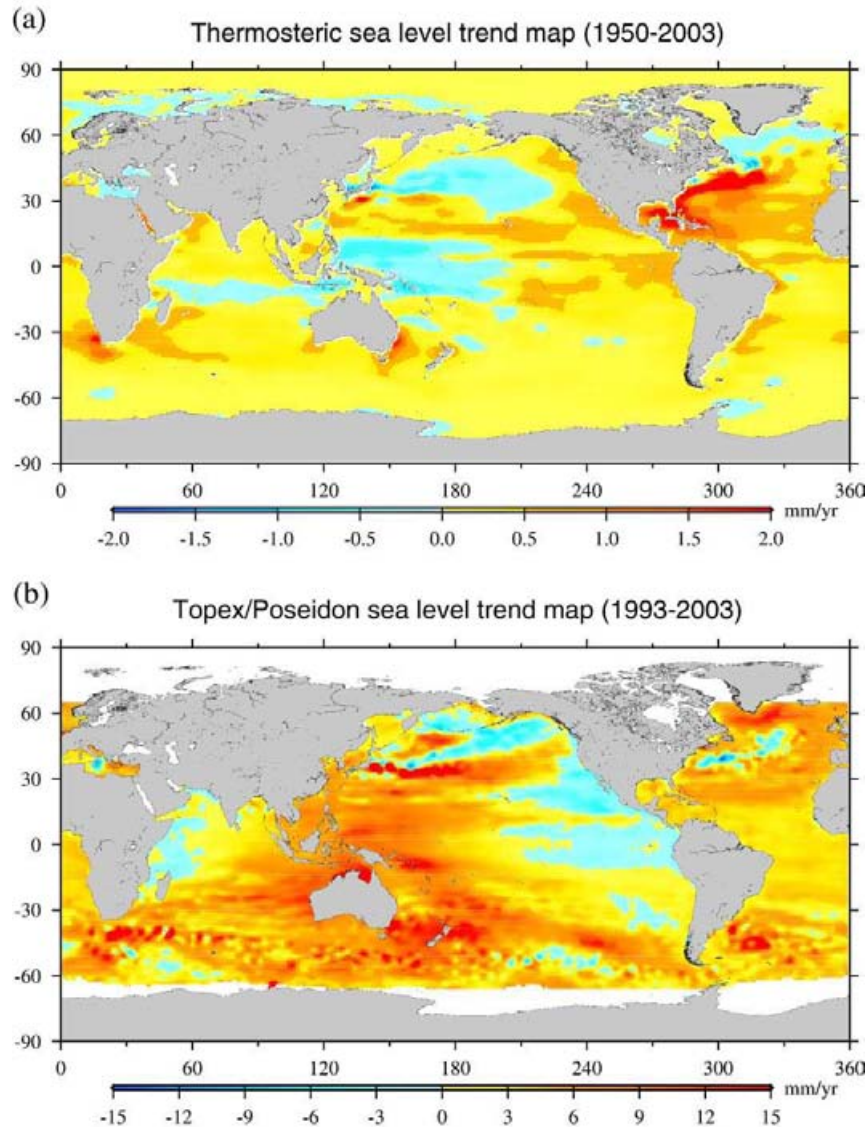 (a)
Thermosteric sea level trend map (1950-2003)
90
60
30
0
-30
-60
-90
0 60 120 180 240 300 360
mm/yr
-2.0 -1.5 -1.0 -0.5 0.0 0.5 1.0 1.5 2.0
(b)
Topex/Poseidon sea level trend map (1993-2003)
90
60
30
0
-30
-60
-90
0 60 120 180 240 300 360
mm/yr
-15 -12 -9 -6 -3 0 3 6 9 12 15